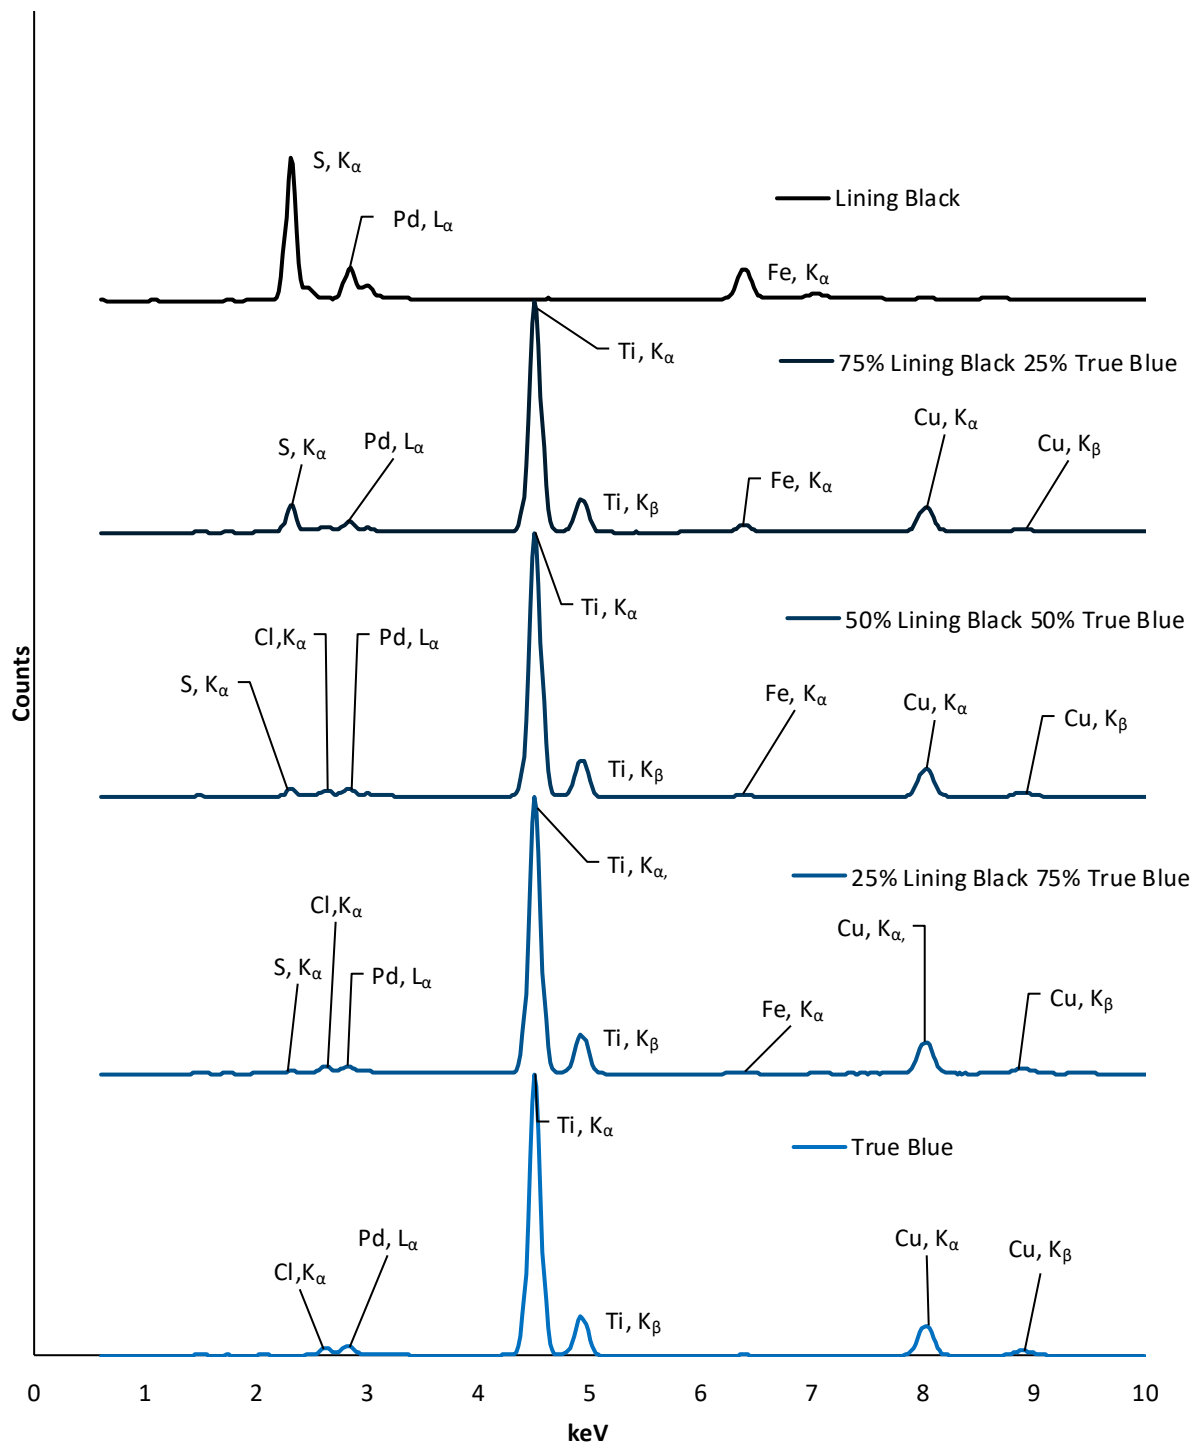 S, Kα
Lining Black
Pd, Lα
Fe, Kα
Ti, Kα
75% Lining Black 25% True Blue
S, Kα
Pd, Lα
Cu, Kα
Cu, Kβ
Fe, Kα
Ti, Kβ
Ti, Kα
50% Lining Black 50% True Blue
Cl,Kα
Pd, Lα
S, Kα
Fe, Kα
Cu, Kα
Cu, Kβ
Ti, Kβ
Ti, Kα,
25% Lining Black 75% True Blue
Cl,Kα
Cu, Kα,
S, Kα
Pd, Lα
Fe, Kα
Cu, Kβ
Ti, Kβ
Ti, Kα
True Blue
Pd, Lα
Cl,Kα
Cu, Kα
Cu, Kβ
Ti, Kβ
Counts
0 1 2 3 4 5 6 7 8 9 10
keV